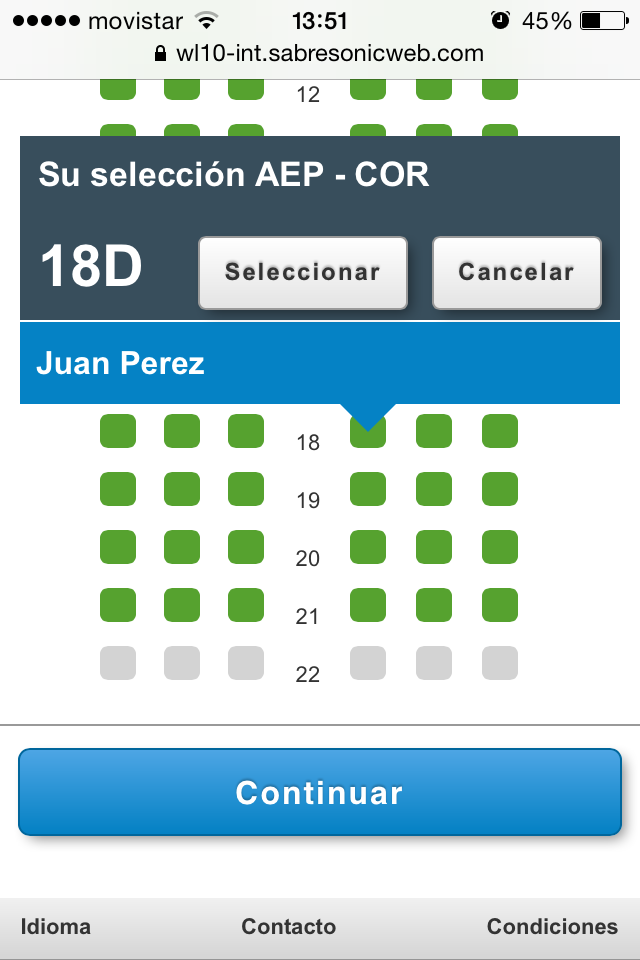 movistar 13:51 45%
wl10-int.sabresonicweb.com
12
Su selección AEP - COR
18D Seleccionar Cancelar
Juan Perez
18
19
20
21
22
Continuar
Idioma Contacto Condiciones